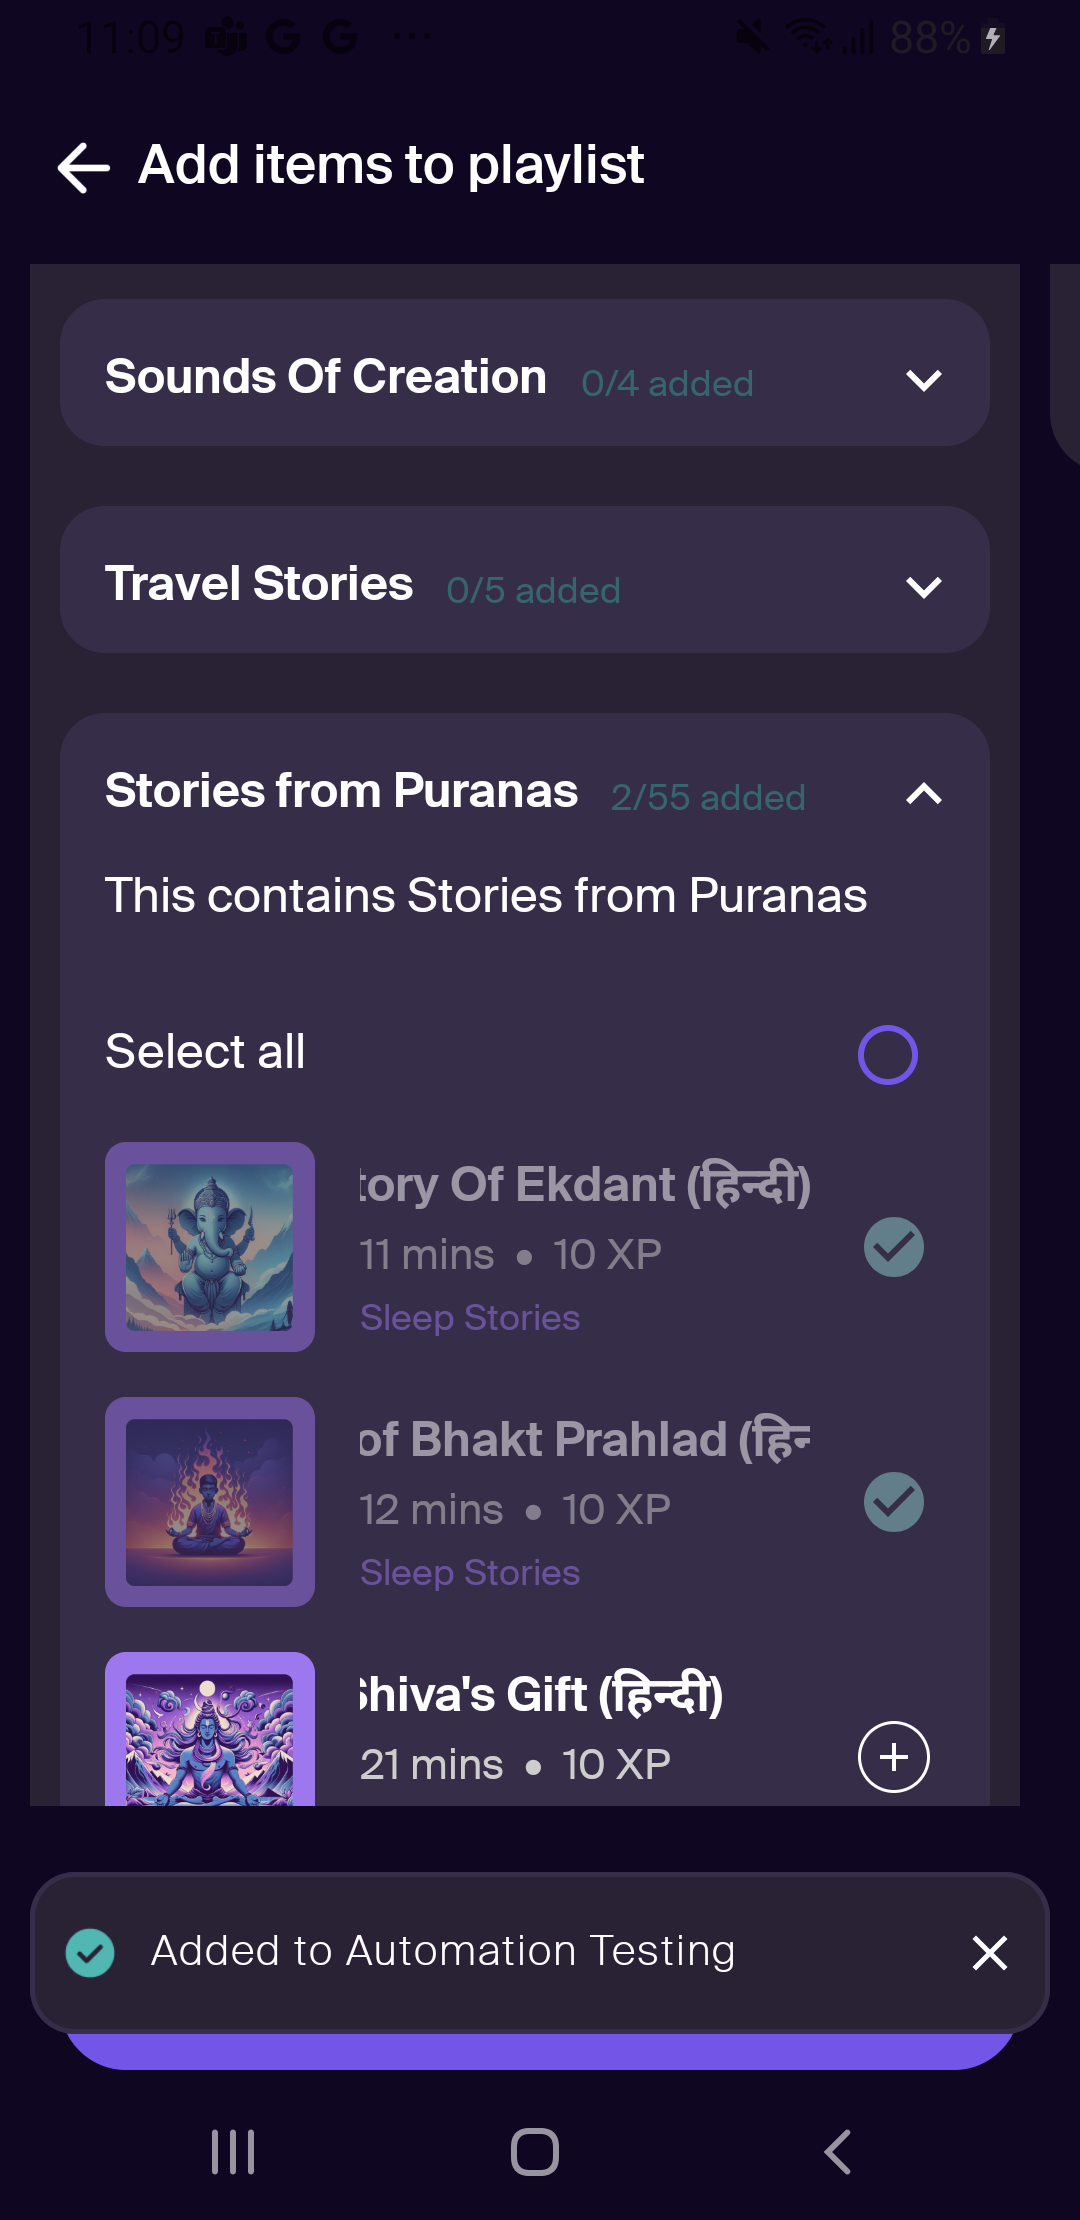 11:09 88%
Add items to playlist
Sounds Of Creation 0/4 added
Travel Stories 0/5 added
Stories from Puranas 2/55 added
This contains Stories from Puranas
Select all
tory Of Ekdant (हिन्दी)
11 mins • 10 XP
Sleep Stories
of Bhakt Prahlad (हिन
12 mins • 10 XP
Sleep Stories
Shiva's Gift (हिन्दी)
21 mins • 10 XP
Added to Automation Testing